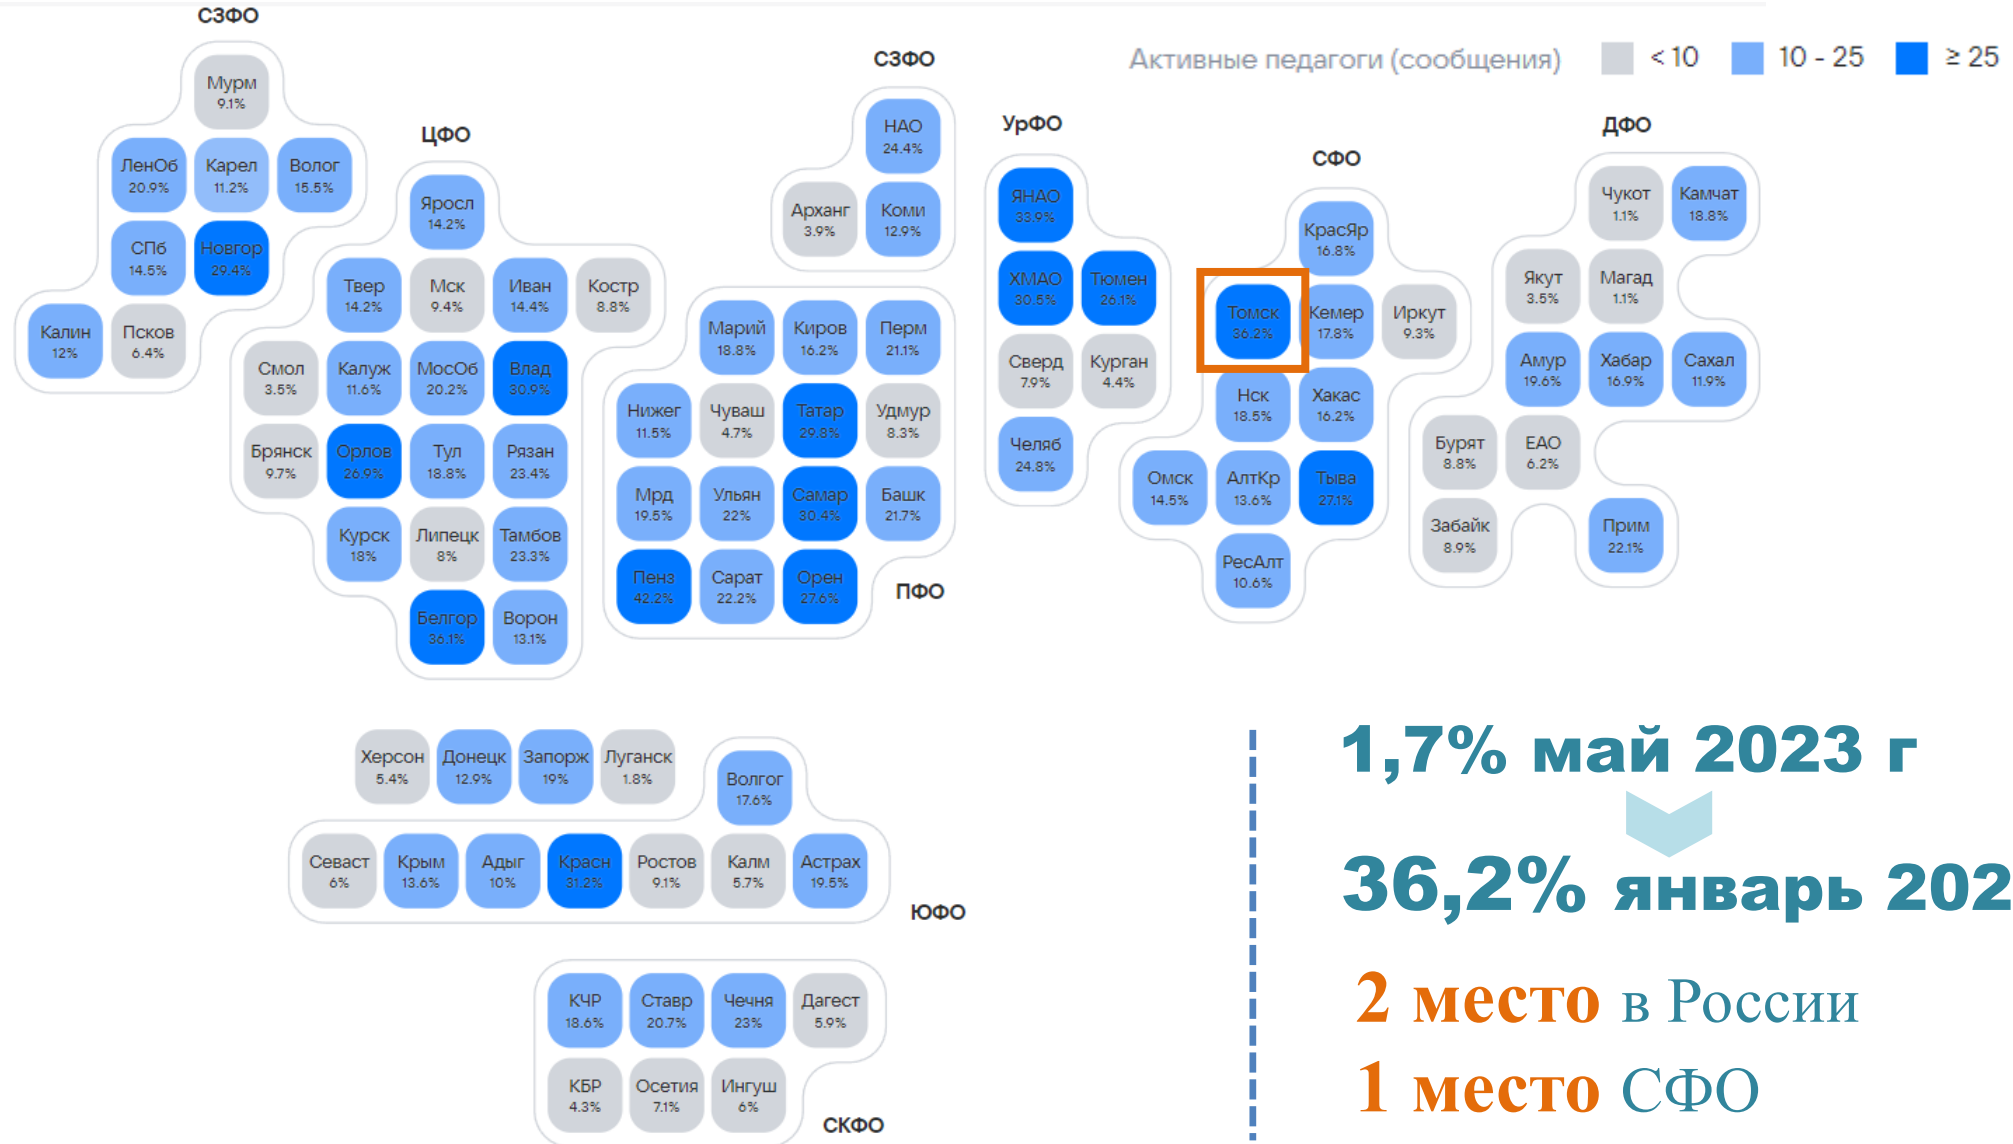 СЗФО
Мурм
9.1%
ЛенОб
20.9%
Карел
11.2%
Волог
15.5%
СПб
14.5%
Новгор
29.4%
Калин
12%
Псков
6.4%
ЦФО
Яросл
14.2%
Твер
14.2%
Мск
9.4%
Иван
14.4%
Костр
8.8%
Смол
3.5%
Калуж
11.6%
МосОб
20.2%
Влад
30.9%
Брянск
9.7%
Орлов
26.9%
Тул
18.8%
Рязан
23.4%
Курск
18%
Липецк
8%
Тамбов
23.3%
Белгор
36.1%
Ворон
13.1%
СЗФО
НАО
24.4%
Арханг
3.9%
Коми
12.9%
Марий
18.8%
Киров
16.2%
Перм
21.1%
Нижег
11.5%
Чуваш
4.7%
Татар
29.8%
Удмур
8.3%
Мрд
19.5%
Ульян
22%
Самар
30.4%
Башк
21.7%
Пенз
42.2%
Сарат
22.2%
Орен
27.6%
ПФО
Активные педагоги (сообщения) < 10 10 - 25 ≥ 25
УрФО
ЯНАО
33.9%
ХМАО
30.5%
Тюмен
26.1%
Сверд
7.9%
Курган
4.4%
Челяб
24.8%
СФО
КрасЯр
16.8%
Томск
36.2%
Кемер
17.8%
Иркут
9.3%
Нск
18.5%
Хакас
16.2%
Омск
14.5%
АлтКр
13.6%
Тыва
27.1%
РесАлт
10.6%
ДФО
Чукот
1.1%
Камчат
18.8%
Якут
3.5%
Магад
1.1%
Амур
19.6%
Хабар
16.9%
Сахал
11.9%
Бурят
8.8%
ЕАО
6.2%
Забайк
8.9%
Прим
22.1%
Херсон
5.4%
Донецк
12.9%
Запорж
19%
Луганск
1.8%
Волгог
17.6%
Севаст
6%
Крым
13.6%
Адыг
10%
Красн
31.2%
Ростов
9.1%
Калм
5.7%
Астрах
19.5%
ЮФО
КЧР
18.6%
Ставр
20.7%
Чечня
23%
Дагест
5.9%
КБР
4.3%
Осетия
7.1%
Ингуш
6%
СКФО
1,7% май 2023 г
36,2% январь 202
2 место в России
1 место СФО